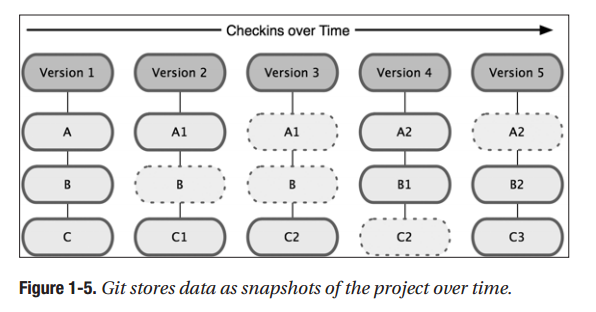 Checkins over Time
Version 1 Version 2 Version 3 Version 4 Version 5
A A1 A1 A2 A2
B B B B1 B2
C C1 C2 C2 C3
Figure 1-5. Git stores data as snapshots of the project over time.